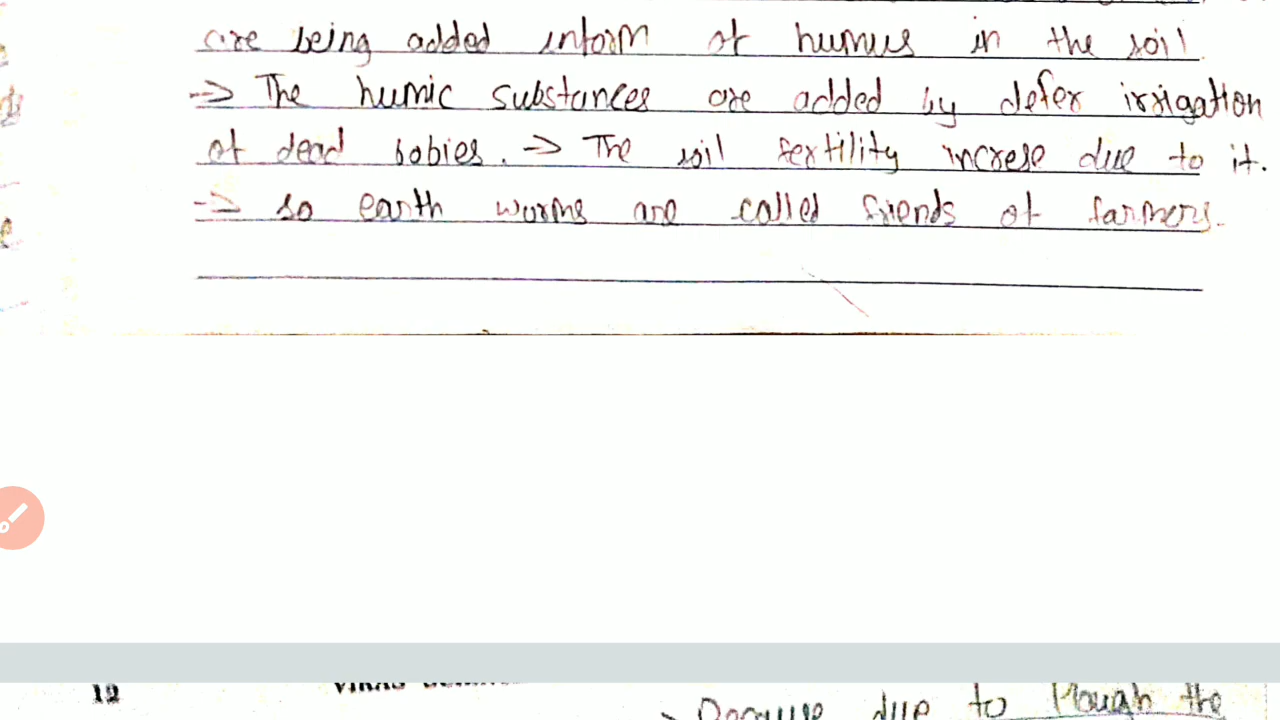 are being added inform of humus in the soil
-> The humic substances are added by defer irrigation
of dead bobies. -> The soil fertility increse due to it.
-> so earth worms are called friends of farmers.
12
Because due to Plough the